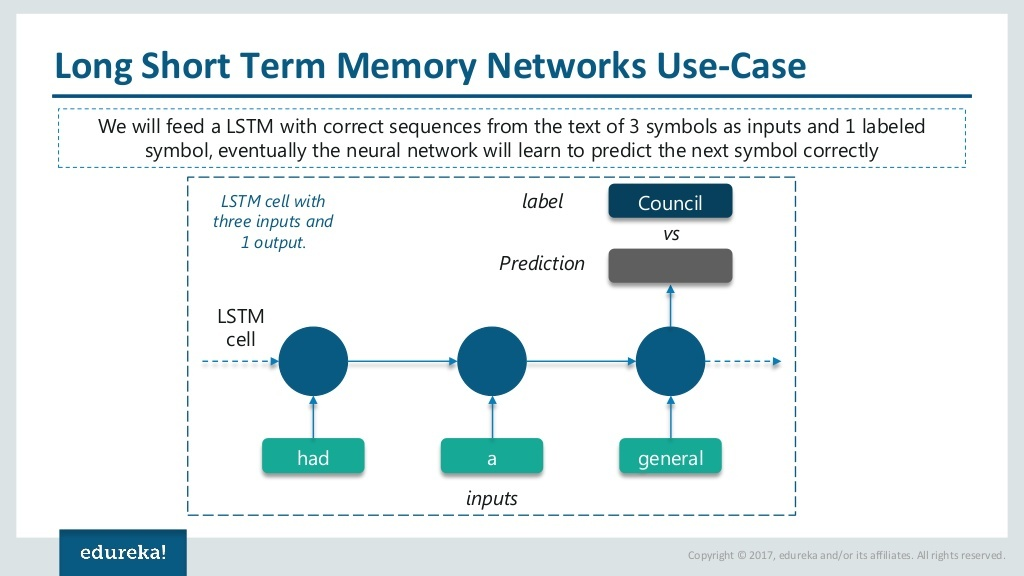 Long Short Term Memory Networks Use-Case
We will feed a LSTM with correct sequences from the text of 3 symbols as inputs and 1 labeled
symbol, eventually the neural network will learn to predict the next symbol correctly
LSTM cell with
three inputs and
1 output.
label
Council
vs
Prediction
LSTM
cell
had
a
general
inputs
edureka!
Copyright © 2017, edureka and/or its affiliates. All rights reserved.